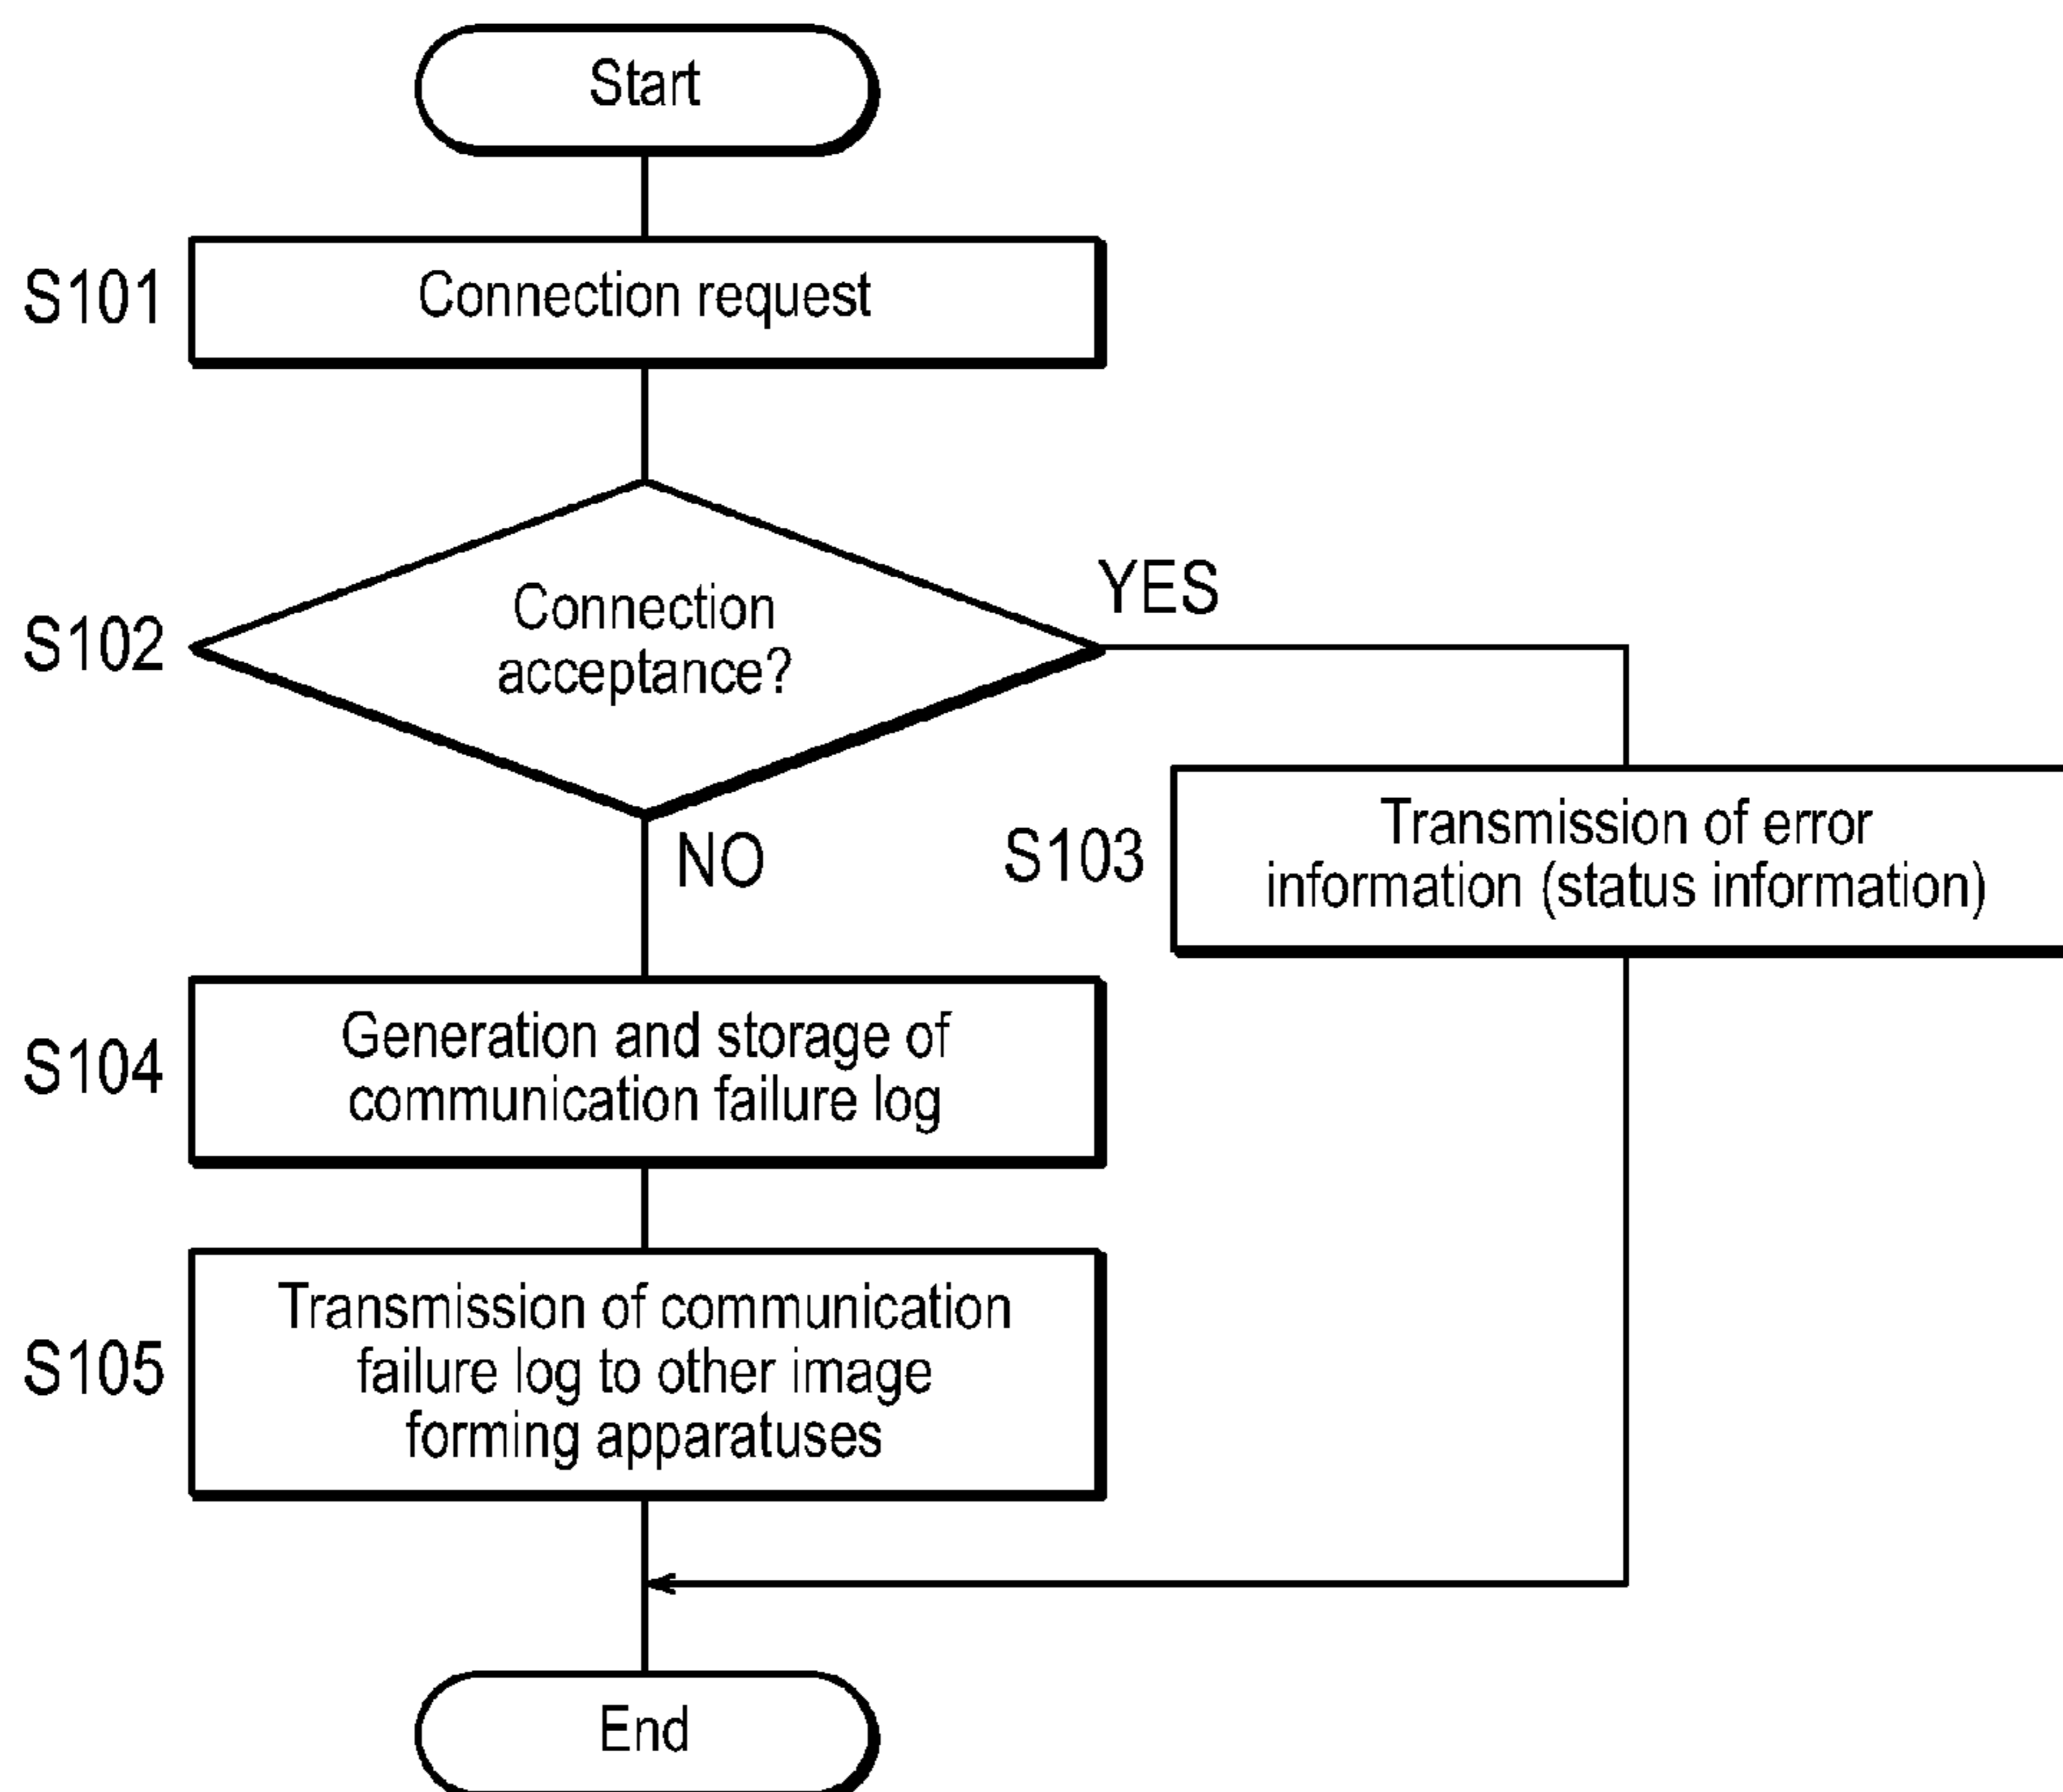 Start
S101
Connection request
S102
Connection
acceptance?
YES
NO
S103
Transmission of error
information (status information)
S104
Generation and storage of
communication failure log
S105
Transmission of communication
failure log to other image
forming apparatuses
End